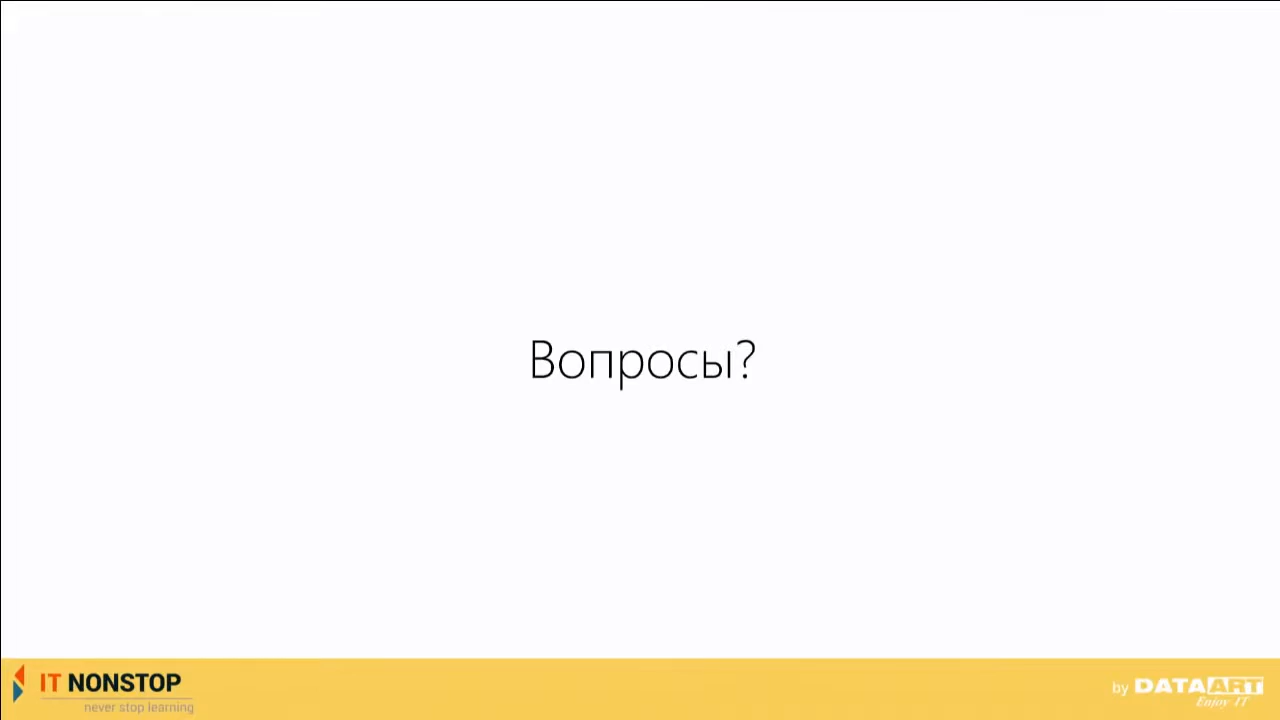 Вопросы?
IT NONSTOP
never stop learning
by DATAART
Enjoy IT